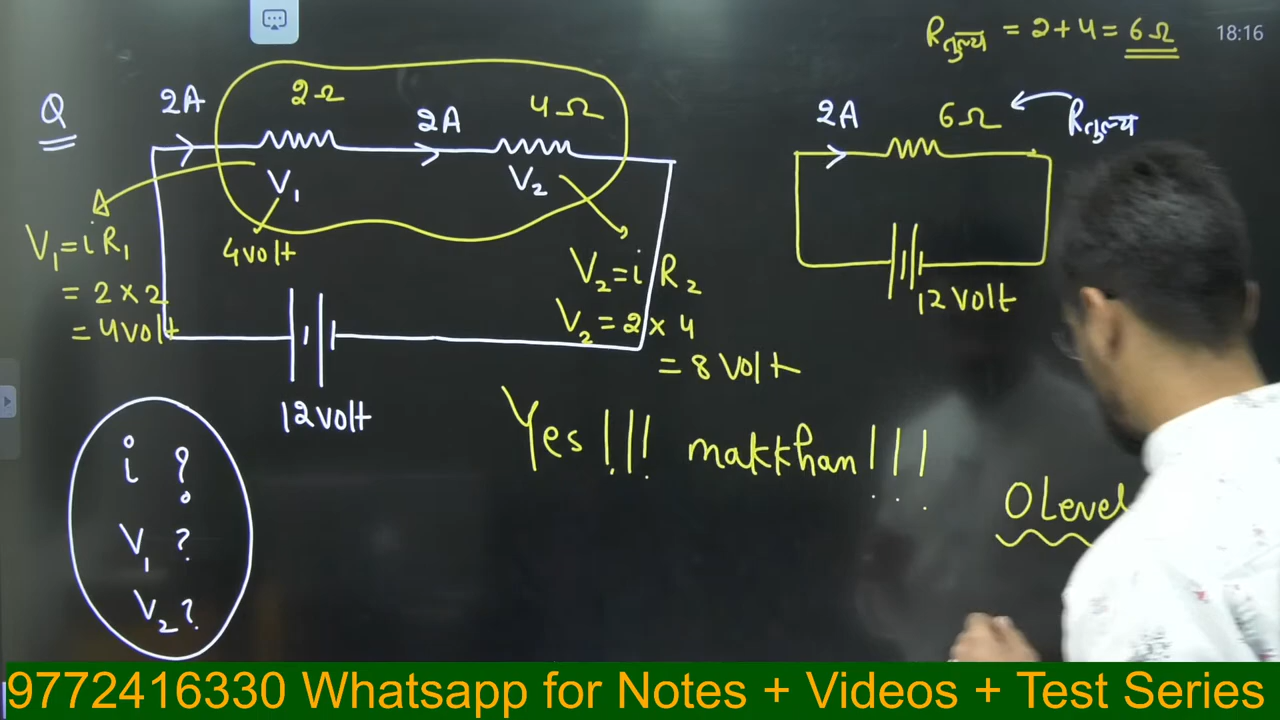 R तुल्य = 2+4 = 6Ω
18:16
Q
2A
2Ω
2A
4Ω
V₁
V₂
4volt
V₁=iR₁
= 2×2
= 4volt
V₂=iR₂
V₂=2×4
= 8 volt
12volt
2A
6Ω
R तुल्य
12volt
i ?
V₁ ?
V₂ ?
Yes!!! makkhan!!!
O Level
9772416330 Whatsapp for Notes + Videos + Test Series